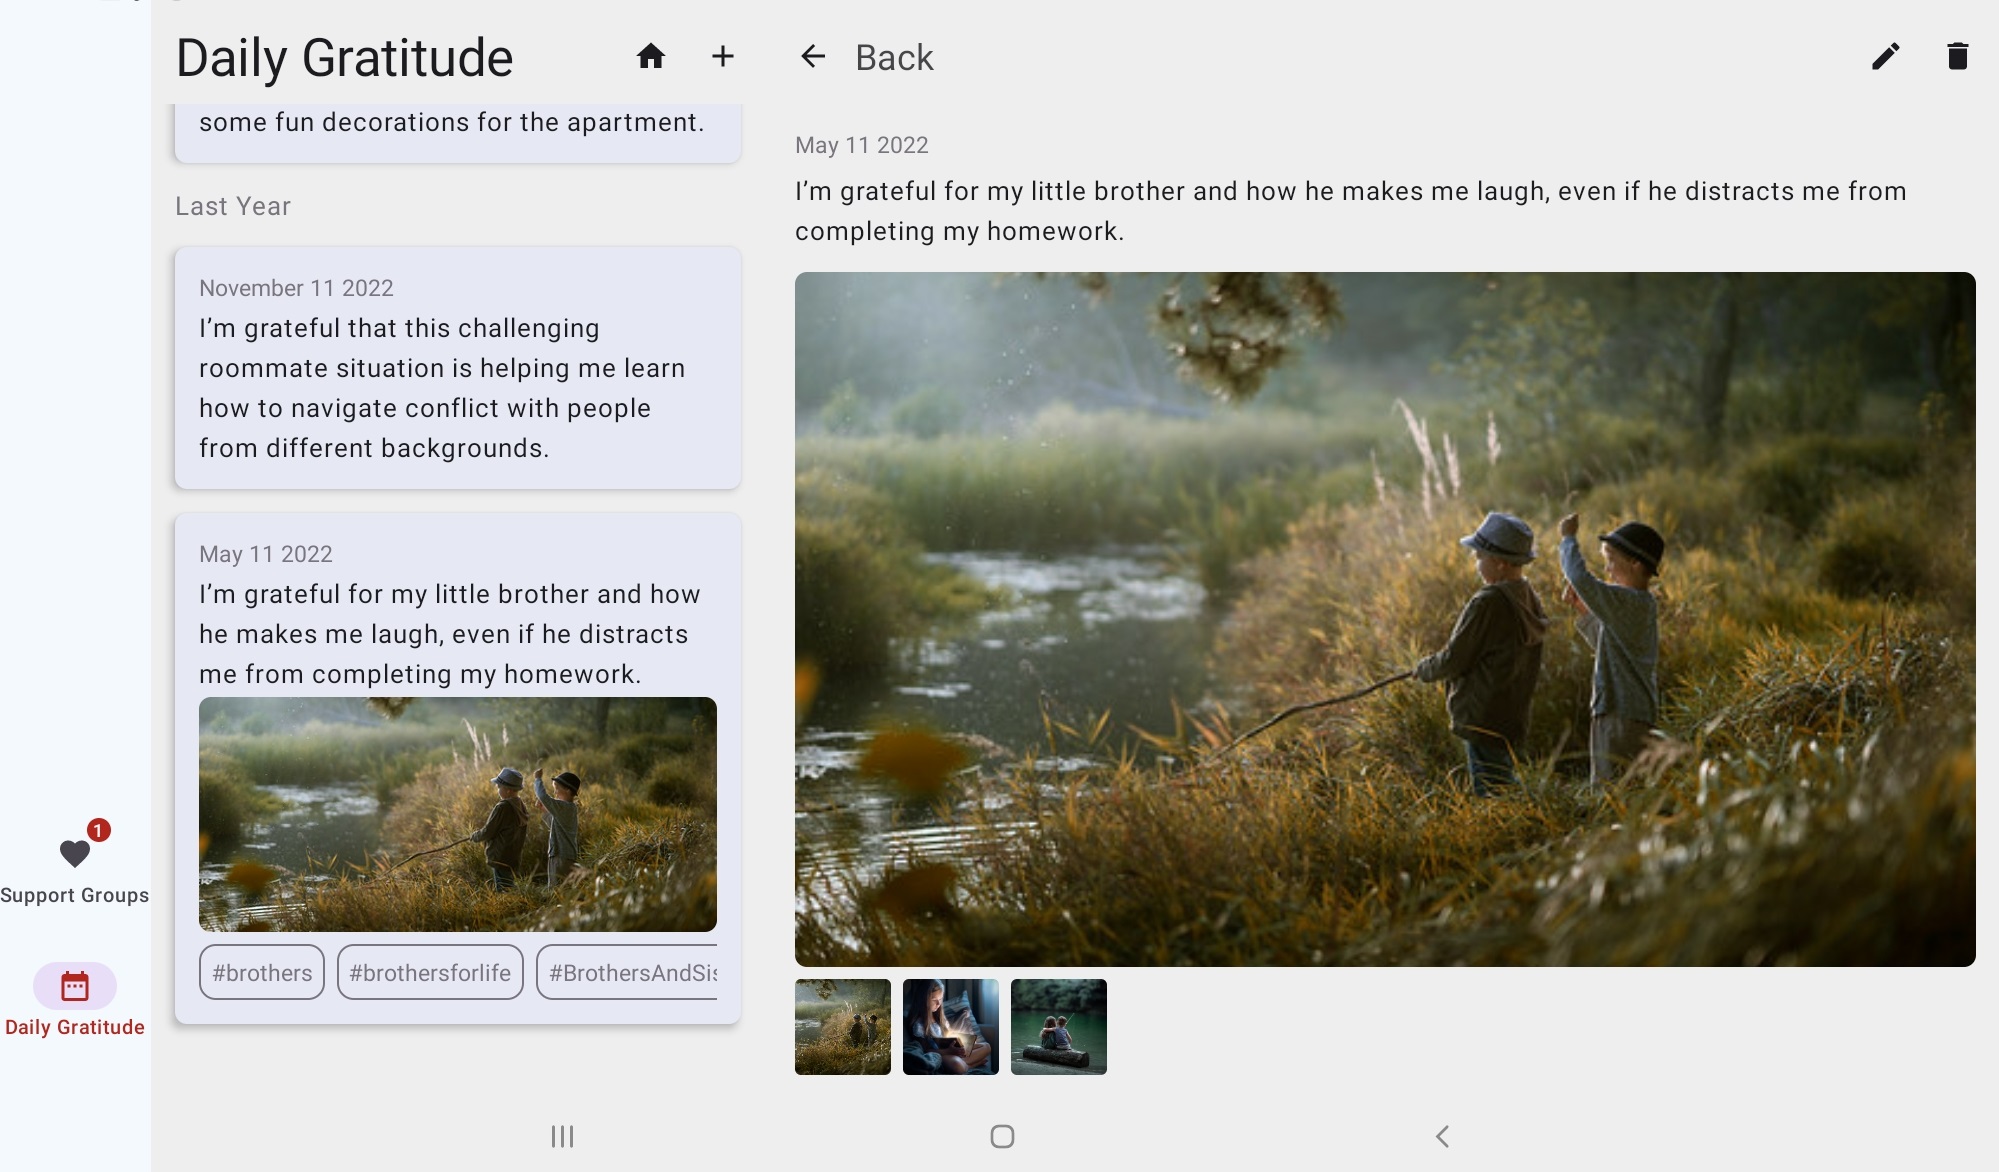 Daily Gratitude
some fun decorations for the apartment.
Last Year
November 11 2022
I’m grateful that this challenging
roommate situation is helping me learn
how to navigate conflict with people
from different backgrounds.
May 11 2022
I’m grateful for my little brother and how
he makes me laugh, even if he distracts
me from completing my homework.
#brothers #brothersforlife #BrothersAndSis
1
Support Groups
Daily Gratitude
Back
May 11 2022
I’m grateful for my little brother and how he makes me laugh, even if he distracts me from
completing my homework.